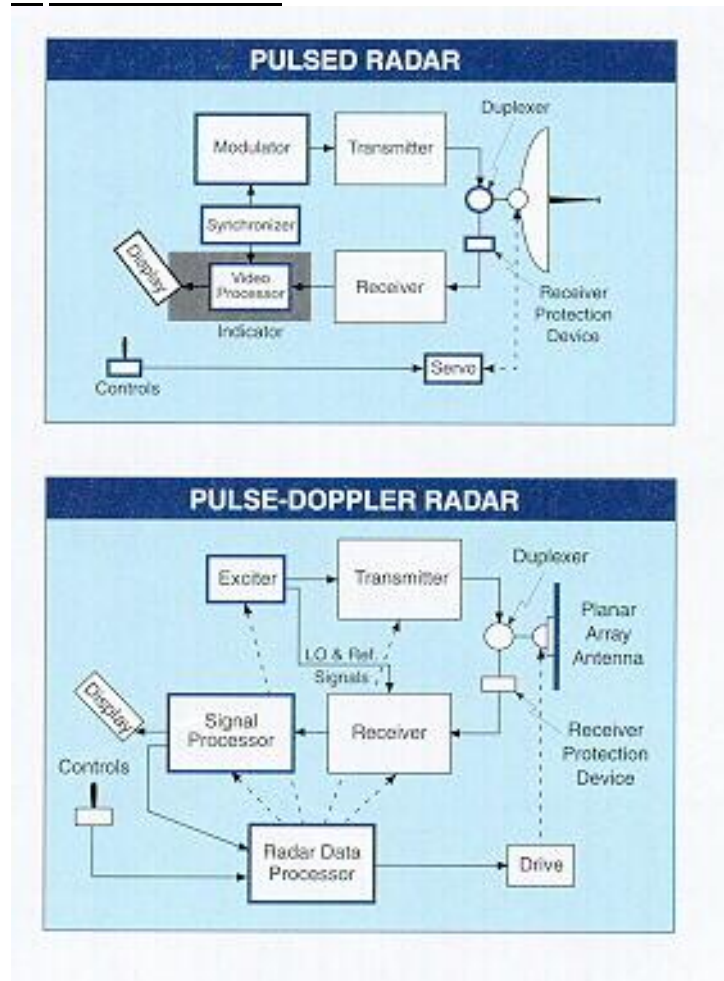 PULSED RADAR
Duplexer
Modulator
Transmitter
Synchronizer
Display
Video
Processor
Receiver
Indicator
Receiver
Protection
Device
Controls
Servo
PULSE-DOPPLER RADAR
Duplexer
Exciter
Transmitter
Planar
Array
Antenna
LO & Ref.
Signals
Display
Signal
Processor
Receiver
Receiver
Protection
Device
Controls
Radar Data
Processor
Drive